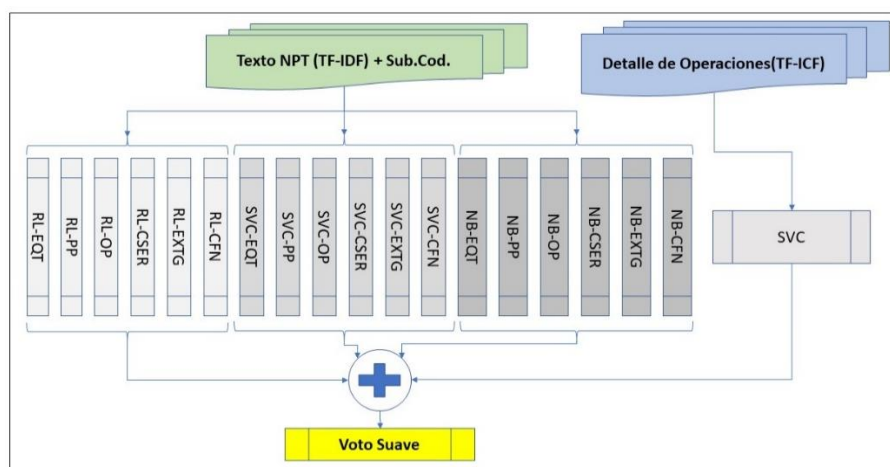 Texto NPT (TF-IDF) + Sub.Cod.
Detalle de Operaciones(TF-ICF)
RL-EQT
RL-PP
RL-OP
RL-CSER
RL-EXTG
RL-CFN
SVC-EQT
SVC-PP
SVC-OP
SVC-CSER
SVC-EXTG
SVC-CFN
NB-EQT
NB-PP
NB-OP
NB-CSER
NB-EXTG
NB-CFN
SVC
Voto Suave